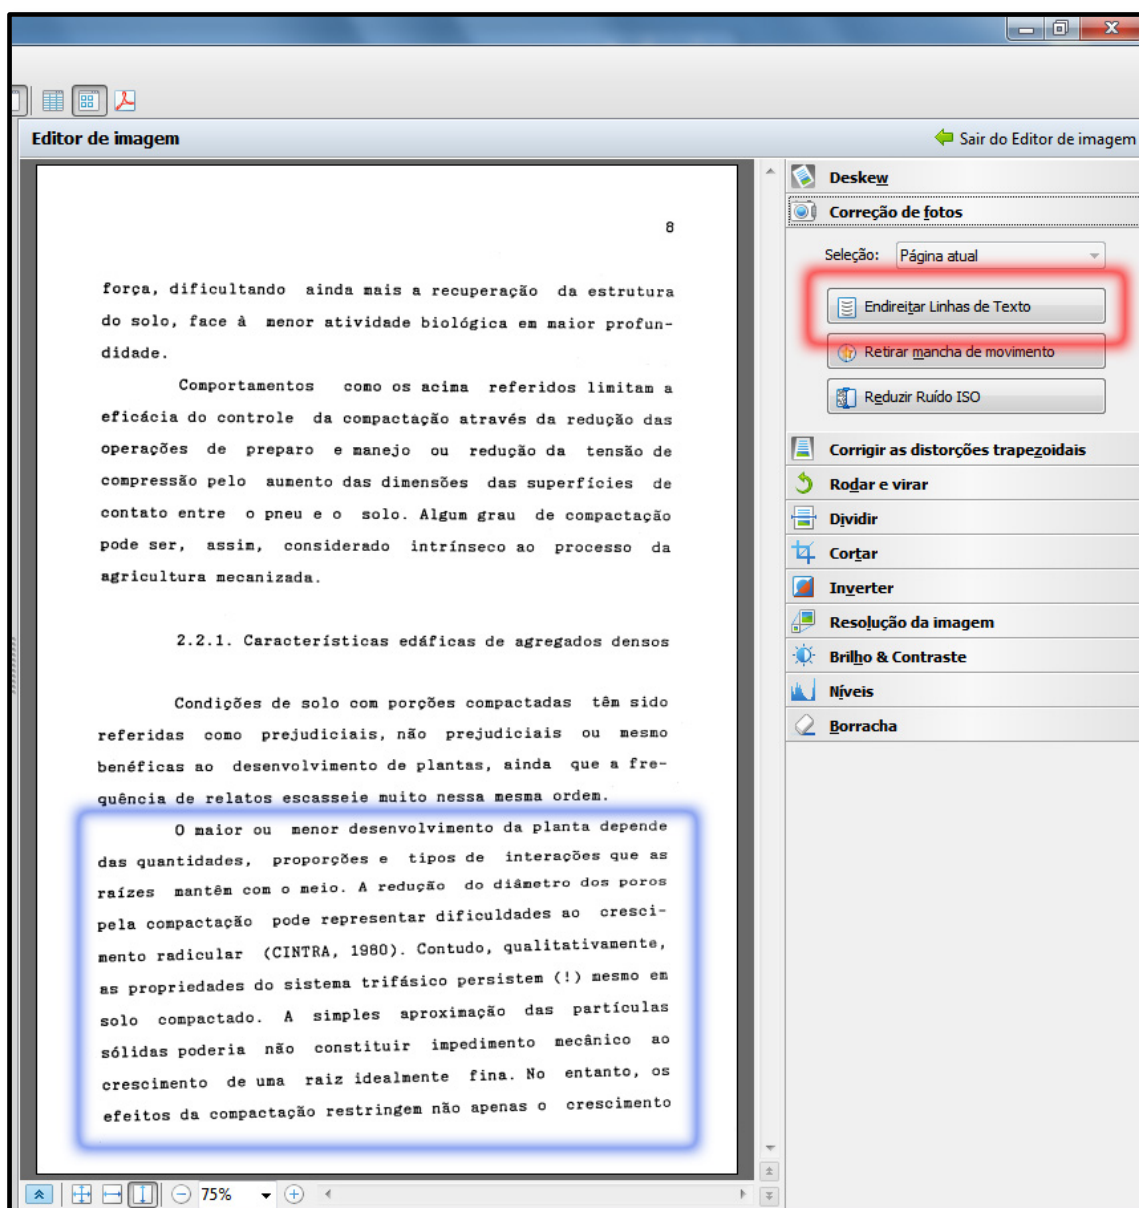 Editor de imagem
Sair do Editor de imagem
8
força, dificultando ainda mais a recuperação da estrutura
do solo, face à menor atividade biológica em maior profun-
didade.
Comportamentos como os acima referidos limitam a
eficácia do controle da compactação através da redução das
operações de preparo e manejo ou redução da tensão de
compressão pelo aumento das dimensões das superfícies de
contato entre o pneu e o solo. Algum grau de compactação
pode ser, assim, considerado intrínseco ao processo da
agricultura mecanizada.
2.2.1. Características edáficas de agregados densos
Condições de solo com porções compactadas têm sido
referidas como prejudiciais, não prejudiciais ou mesmo
benéficas ao desenvolvimento de plantas, ainda que a fre-
quência de relatos escasseie muito nessa mesma ordem.
O maior ou menor desenvolvimento da planta depende
das quantidades, proporções e tipos de interações que as
raízes mantêm com o meio. A redução do diâmetro dos poros
pela compactação pode representar dificuldades ao cresci-
mento radicular (CINTRA, 1980). Contudo, qualitativamente,
as propriedades do sistema trifásico persistem (!) mesmo em
solo compactado. A simples aproximação das partículas
sólidas poderia não constituir impedimento mecânico ao
crescimento de uma raiz idealmente fina. No entanto, os
efeitos da compactação restringem não apenas o crescimento
75%
Deskew
Correção de fotos
Seleção: Página atual
Endireitar Linhas de Texto
Retirar mancha de movimento
Reduzir Ruído ISO
Corrigir as distorções trapezoidais
Rodar e virar
Dividir
Cortar
Inverter
Resolução da imagem
Brilho & Contraste
Níveis
Borracha